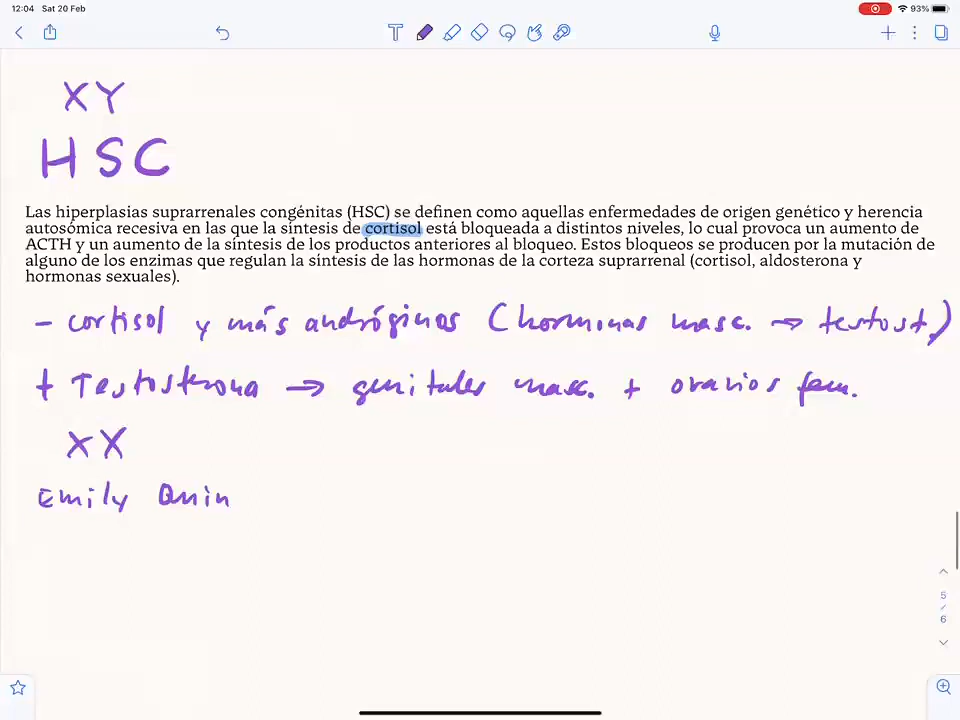 12:04 Sat 20 Feb 93%
XY
HSC
Las hiperplasias suprarrenales congénitas (HSC) se definen como aquellas enfermedades de origen genético y herencia
autosómica recesiva en las que la síntesis de cortisol está bloqueada a distintos niveles, lo cual provoca un aumento de
ACTH y un aumento de la síntesis de los productos anteriores al bloqueo. Estos bloqueos se producen por la mutación de
alguno de los enzimas que regulan la síntesis de las hormonas de la corteza suprarrenal (cortisol, aldosterona y
hormonas sexuales).
- cortisol y más andróginos (horminas masc. → testost.)
+ Testosterona → genitales masc. + ovarios fem.
XX
Emily Quin
5
/
6